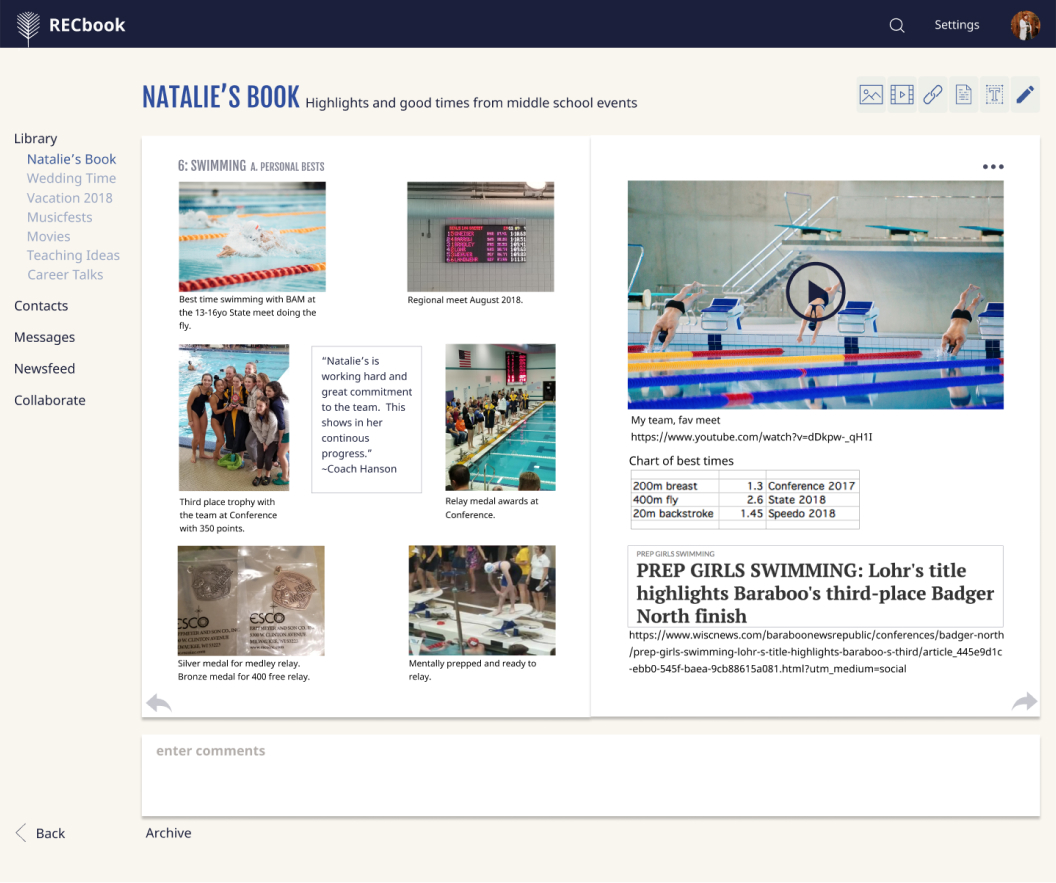 RECbook
Settings
NATALIE'S BOOK Highlights and good times from middle school events
Library
Natalie's Book
Wedding Time
Vacation 2018
Musicfests
Movies
Teaching Ideas
Career Talks
Contacts
Messages
Newsfeed
Collaborate
6: SWIMMING A. PERSONAL BESTS
Best time swimming with BAM at
the 13-16yo State meet doing the
fly.
Regional meet August 2018.
"Natalie's is
working hard and
great commitment
to the team. This
shows in her
continous
progress."
~Coach Hanson
Third place trophy with
the team at Conference
with 350 points.
Relay medal awards at
Conference.
ESCO
ESCO
Silver medal for medley relay.
Bronze medal for 400 free relay.
Mentally prepped and ready to
relay.
My team, fav meet
https://www.youtube.com/watch?v=dDkpw-_qH1I
Chart of best times
200m breast 1.3 Conference 2017
400m fly 2.6 State 2018
20m backstroke 1.45 Speedo 2018
PREP GIRLS SWIMMING
PREP GIRLS SWIMMING: Lohr's title
highlights Baraboo's third-place Badger
North finish
https://www.wiscnews.com/baraboonewsrepublic/conferences/badger-north
/prep-girls-swimming-lohr-s-title-highlights-baraboo-s-third/article_445e9d1c
-ebb0-545f-baea-9cb88615a081.html?utm_medium=social
enter comments
Back
Archive